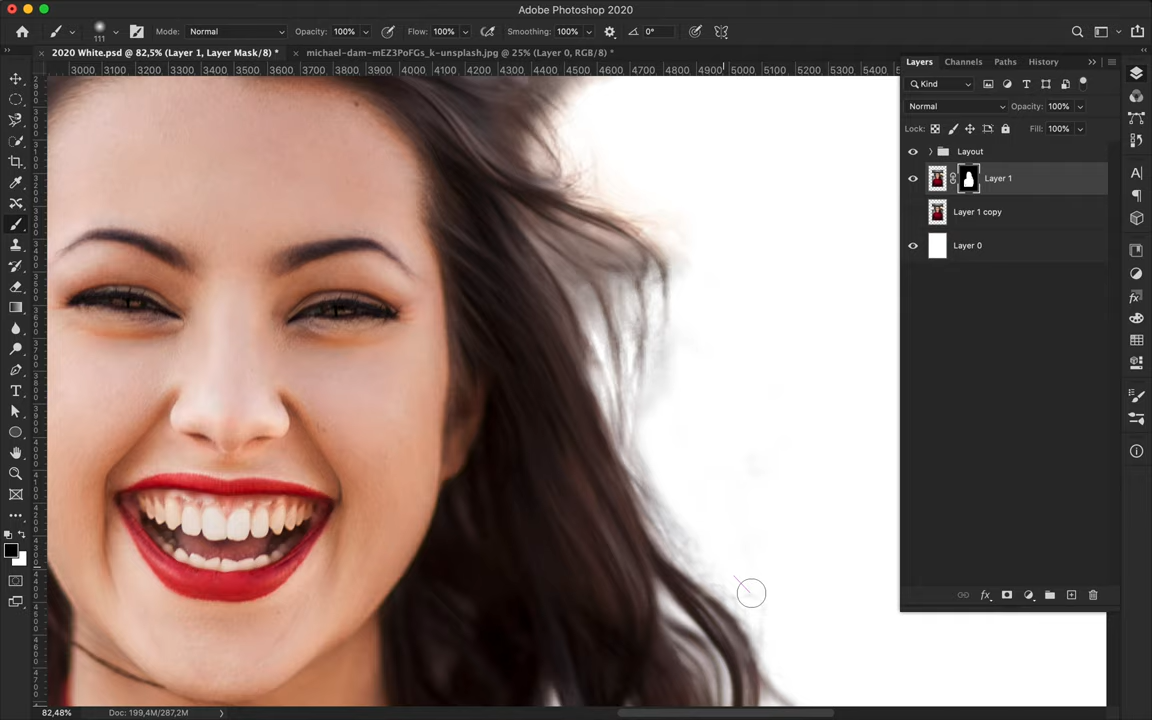 Adobe Photoshop 2020
111 Mode: Normal Opacity: 100% Flow: 100% Smoothing: 100% 0°
× 2020 White.psd @ 82,5% (Layer 1, Layer Mask/8) * × michael-dam-mEZ3PoFGs_k-unsplash.jpg @ 25% (Layer 0, RGB/8) *
3000 3100 3200 3300 3400 3500 3600 3700 3800 3900 4000 4100 4200 4300 4400 4500 4600 4700 4800 4900 5000 5100 5200 5300 5400
Layers Channels Paths History
Kind
Normal Opacity: 100%
Lock: Fill: 100%
Layout
Layer 1
Layer 1 copy
Layer 0
82,48% Doc: 199,4M/287,2M